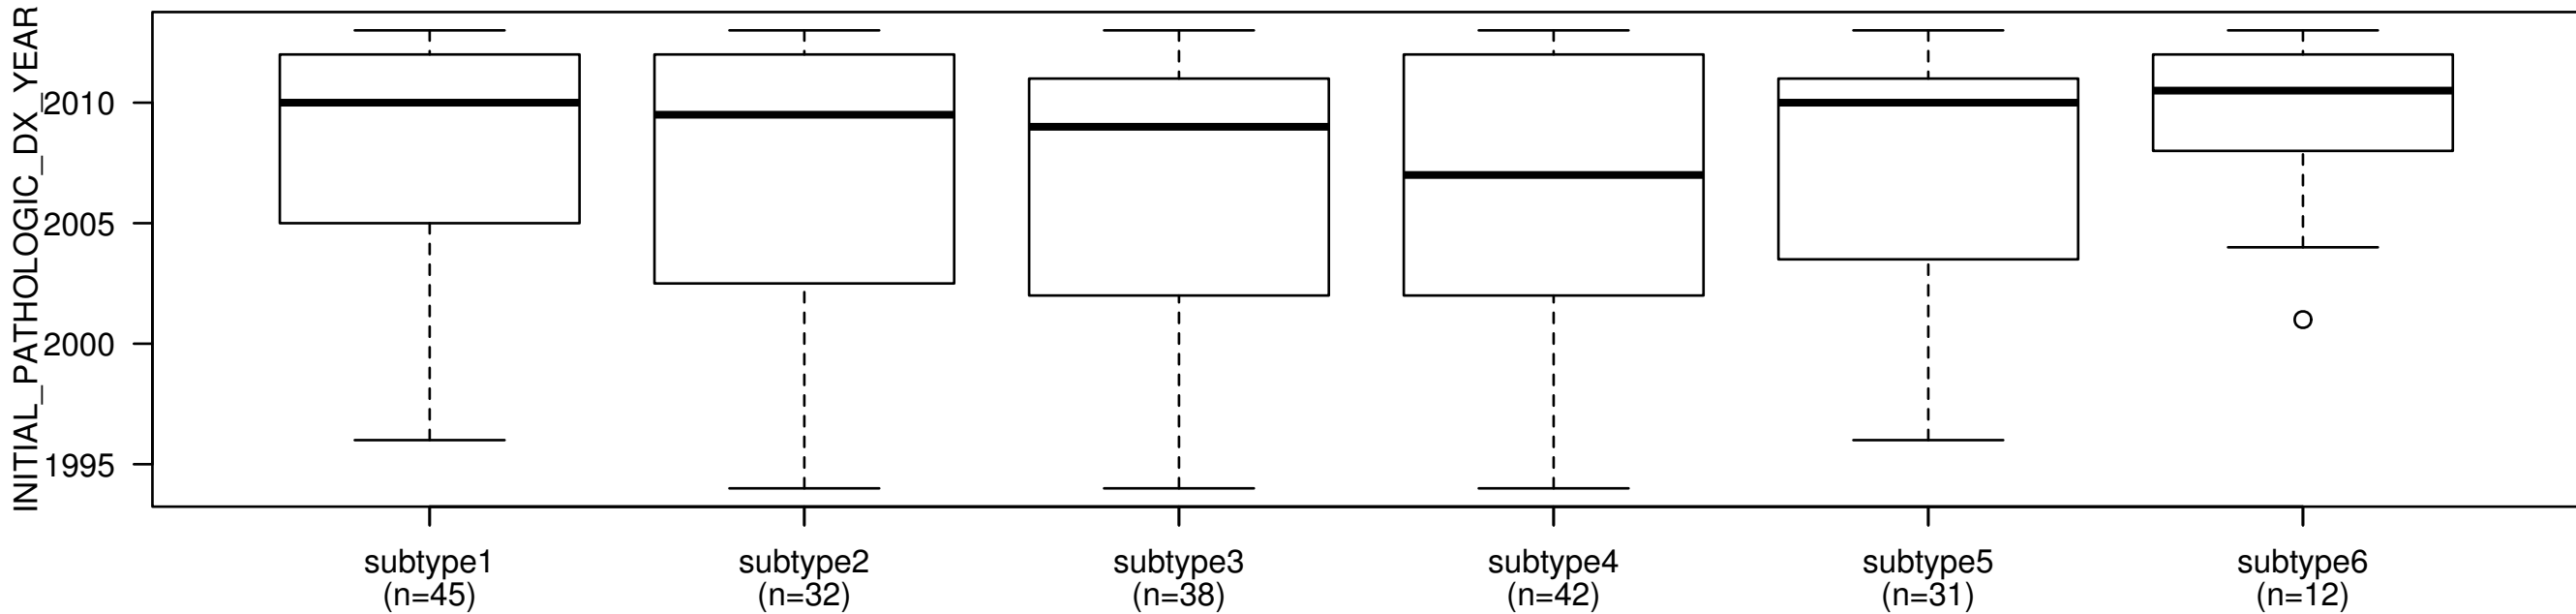 INITIAL_PATHOLOGIC_DX_YEAR
2010
2005
2000
1995
subtype1 subtype2 subtype3 subtype4 subtype5 subtype6
(n=45) (n=32) (n=38) (n=42) (n=31) (n=12)